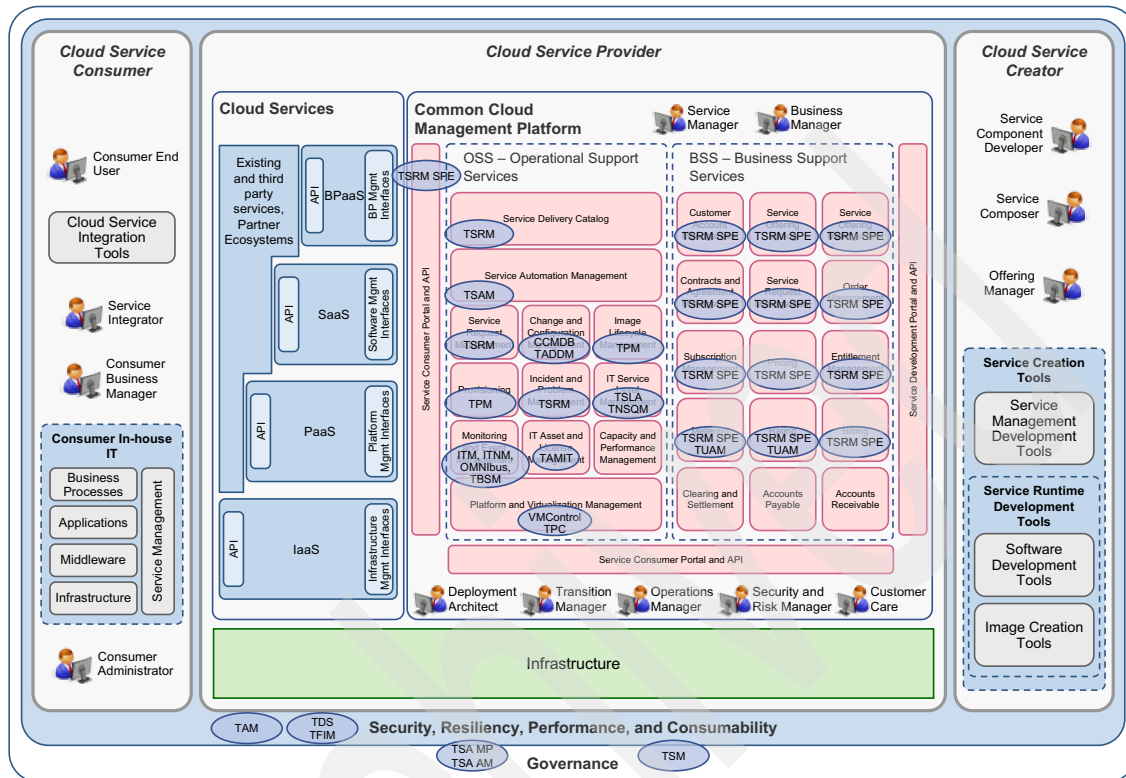 Cloud Service
Consumer
Consumer End
User
Cloud Service
Integration
Tools
Service
Integrator
Consumer
Business
Manager
Consumer In-house
IT
Business
Processes
Applications
Middleware
Infrastructure
Service Management
Consumer
Administrator
Cloud Service Provider
Cloud Services
Existing
and third
party
services,
Partner
Ecosystems
API
BPaaS
BP Mgmt
Interfaces
API
SaaS
Software Mgmt
Interfaces
API
PaaS
Platform
Mgmt Interfaces
API
IaaS
Infrastructure
Mgmt Interfaces
Common Cloud
Management Platform
Service
Manager
Business
Manager
TSRM SPE
Service Consumer Portal and API
OSS – Operational Support
Services
Service Delivery Catalog
TSRM
Service Automation Management
TSAM
Service
TSRM
Change and
CCMDB
TADDM
Image
TPM
TPM
Incident and
TSRM
IT Service
TSLA
TNSQM
Monitoring
ITM, ITNM,
OMNIbus,
TBSM
IT Asset and
TAMIT
Capacity and
Performance
Management
Platform and Virtualization Management
VMControl
TPC
BSS – Business Support
Services
Customer
TSRM SPE
Service
TSRM SPE
Service
TSRM SPE
Contracts and
TSRM SPE
Service
TSRM SPE
Order
TSRM SPE
Subscription
TSRM SPE
Pricing
TSRM SPE
Entitlement
TSRM SPE
TSRM SPE
TUAM
Rating
TSRM SPE
TUAM
Billing
TSRM SPE
Clearing and
Settlement
Accounts
Payable
Accounts
Receivable
Service Development Portal and API
Service Consumer Portal and API
Deployment
Architect
Transition
Manager
Operations
Manager
Security and
Risk Manager
Customer
Care
Infrastructure
Cloud Service
Creator
Service
Component
Developer
Service
Composer
Offering
Manager
Service Creation
Tools
Service
Management
Development
Tools
Service Runtime
Development
Tools
Software
Development
Tools
Image Creation
Tools
TAM
TDS
TFIM
Security, Resiliency, Performance, and Consumability
TSA MP
TSA AM
Governance
TSM